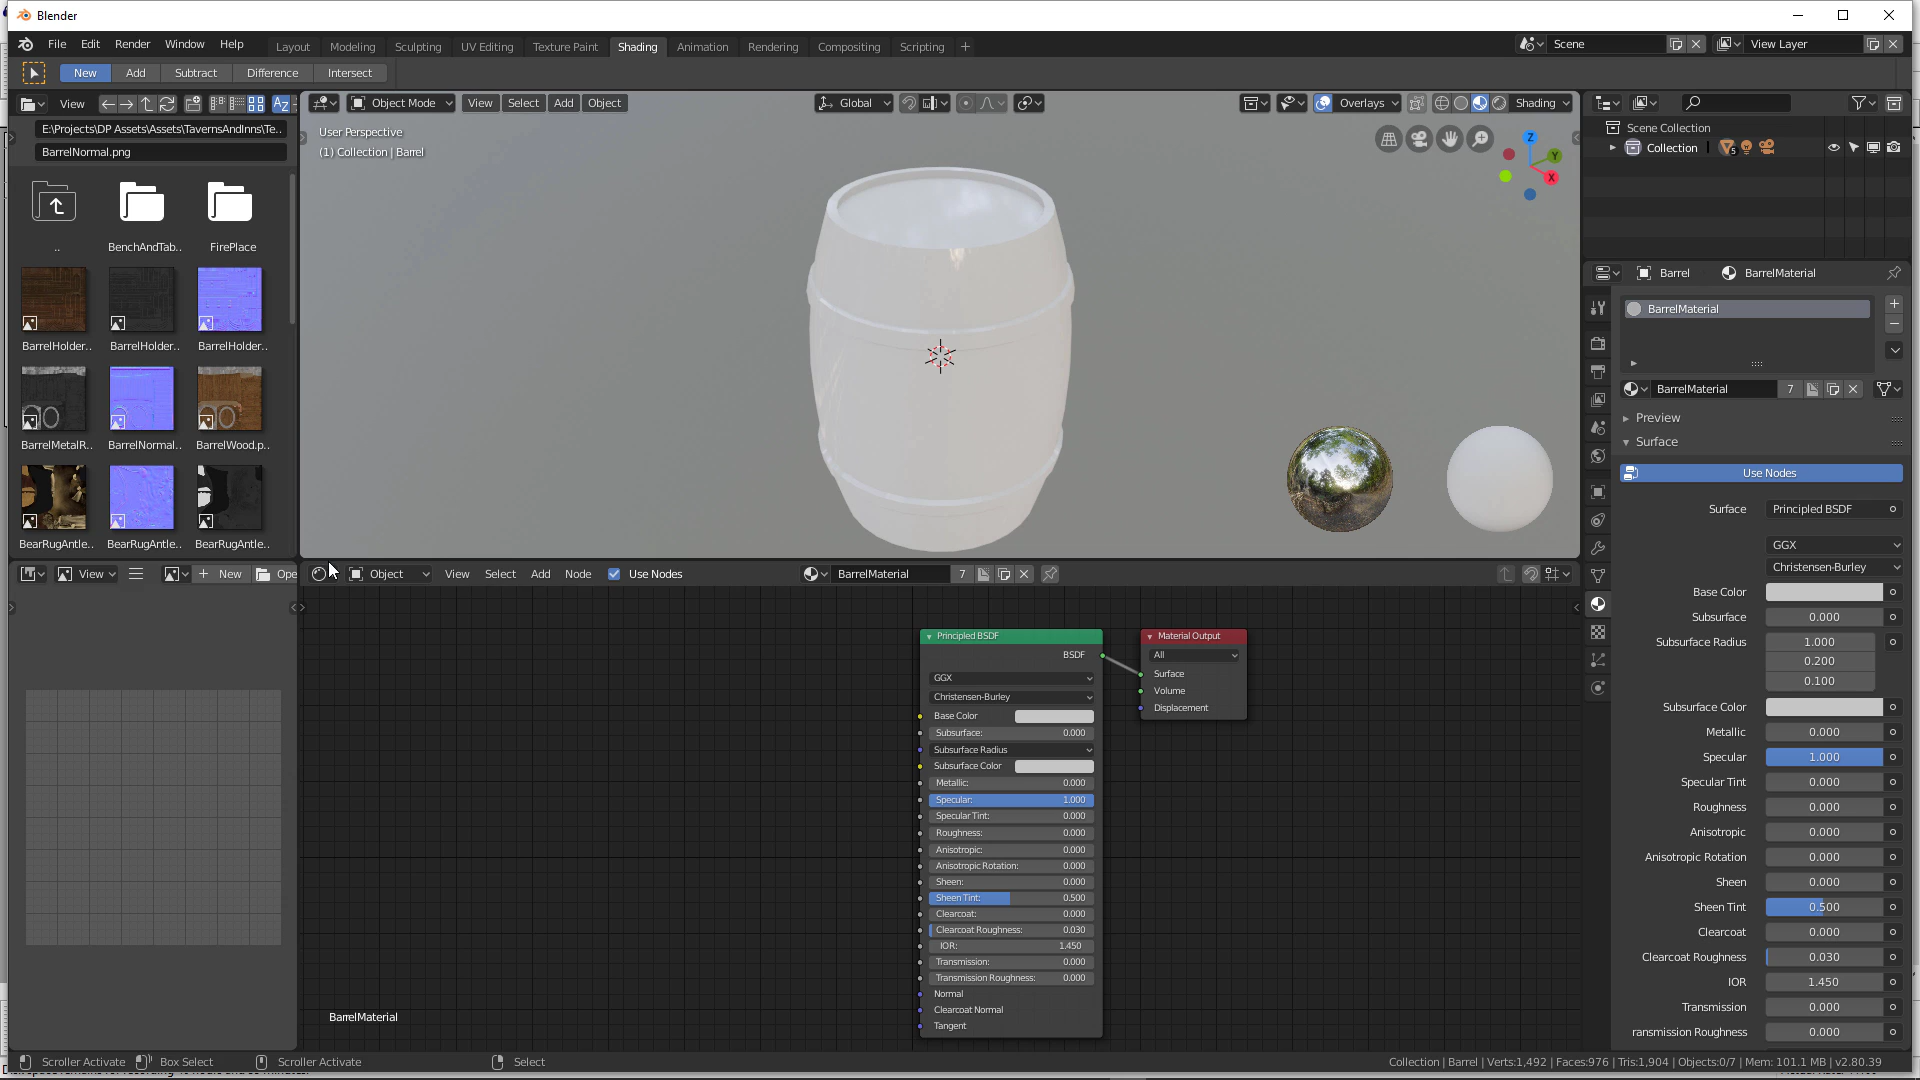 Blender
File Edit Render Window Help Layout Modeling Sculpting UV Editing Texture Paint Shading Animation Rendering Compositing Scripting Scene View Layer
New Add Subtract Difference Intersect
View
E:\Projects\DP Assets\Assets\TavernsAndInns\Te..
BarrelNormal.png
..
BenchAndTab..
FirePlace
BarrelHolder..
BarrelHolder..
BarrelHolder..
BarrelMetalR..
BarrelNormal..
BarrelWood.p..
BearRugAntle..
BearRugAntle..
BearRugAntle..
Object Mode View Select Add Object Global Overlays Shading
User Perspective
(1) Collection | Barrel
Z
Y
X
Scene Collection
Collection 5
Barrel BarrelMaterial
BarrelMaterial
BarrelMaterial 7
Preview
Surface
Use Nodes
Surface Principled BSDF
GGX
Christensen-Burley
Base Color
Subsurface 0.000
Subsurface Radius 1.000
0.200
0.100
Subsurface Color
Metallic 0.000
Specular 1.000
Specular Tint 0.000
Roughness 0.000
Anisotropic 0.000
Anisotropic Rotation 0.000
Sheen 0.000
Sheen Tint 0.500
Clearcoat 0.000
Clearcoat Roughness 0.030
IOR 1.450
Transmission 0.000
ransmission Roughness 0.000
View New Ope
Object View Select Add Node Use Nodes BarrelMaterial 7
Principled BSDF
BSDF
GGX
Christensen-Burley
Base Color
Subsurface: 0.000
Subsurface Radius
Subsurface Color
Metallic: 0.000
Specular: 1.000
Specular Tint: 0.000
Roughness: 0.000
Anisotropic: 0.000
Anisotropic Rotation: 0.000
Sheen: 0.000
Sheen Tint: 0.500
Clearcoat: 0.000
Clearcoat Roughness: 0.030
IOR: 1.450
Transmission: 0.000
Transmission Roughness: 0.000
Normal
Clearcoat Normal
Tangent
Material Output
All
Surface
Volume
Displacement
BarrelMaterial
Scroller Activate Box Select Scroller Activate Select Collection | Barrel | Verts:1,492 | Faces:976 | Tris:1,904 | Objects:0/7 | Mem: 101.1 MB | v2.80.39